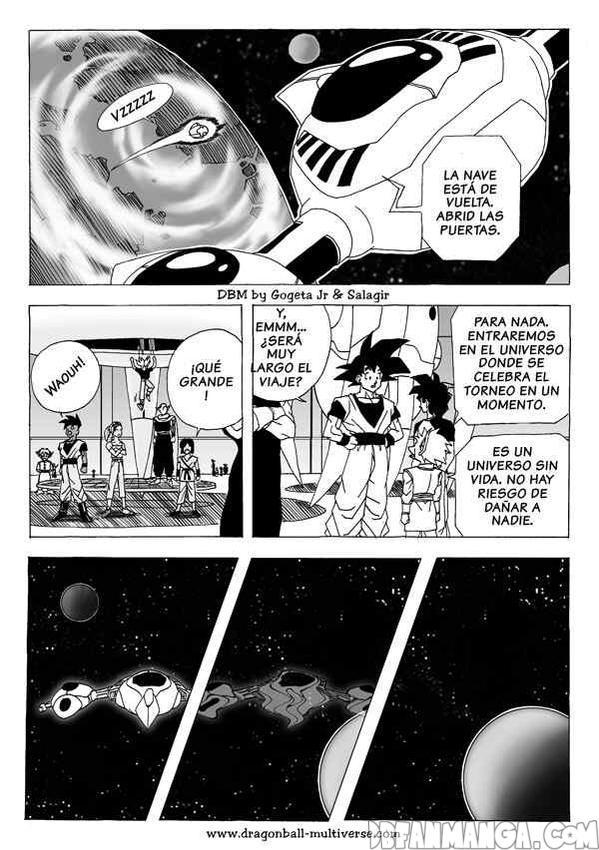 VZZZZZ
LA NAVE
ESTÁ DE
VUELTA.
ABRID LAS
PUERTAS.
DBM by Gogeta Jr & Salagir
WAOUH!
¡QUÉ
GRANDE
!
Y,
EMMM...
¿SERÁ
MUY
LARGO EL
VIAJE?
PARA NADA.
ENTRAREMOS
EN EL UNIVERSO
DONDE SE
CELEBRA EL
TORNEO EN UN
MOMENTO.
ES UN
UNIVERSO SIN
VIDA. NO HAY
RIESGO DE
DAÑAR A
NADIE.
www.dragonball-multiverse.com
DBFANMANGA.COM